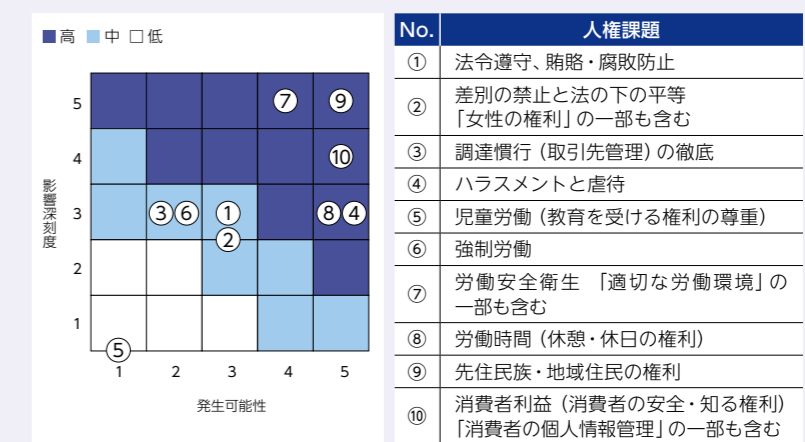 ■高 ■中 □低
影響深刻度
5
⑦ ⑨
4
⑩
3
③⑥ ① ⑧④
②
2
1
⑤
1 2 3 4 5
発生可能性
No. 人権課題
① 法令遵守、賄賂・腐敗防止
② 差別の禁止と法の下の平等
「女性の権利」の一部も含む
③ 調達慣行（取引先管理）の徹底
④ ハラスメントと虐待
⑤ 児童労働（教育を受ける権利の尊重）
⑥ 強制労働
⑦ 労働安全衛生 「適切な労働環境」の
一部も含む
⑧ 労働時間（休憩・休日の権利）
⑨ 先住民族・地域住民の権利
⑩ 消費者利益（消費者の安全・知る権利）
「消費者の個人情報管理」の一部も含む